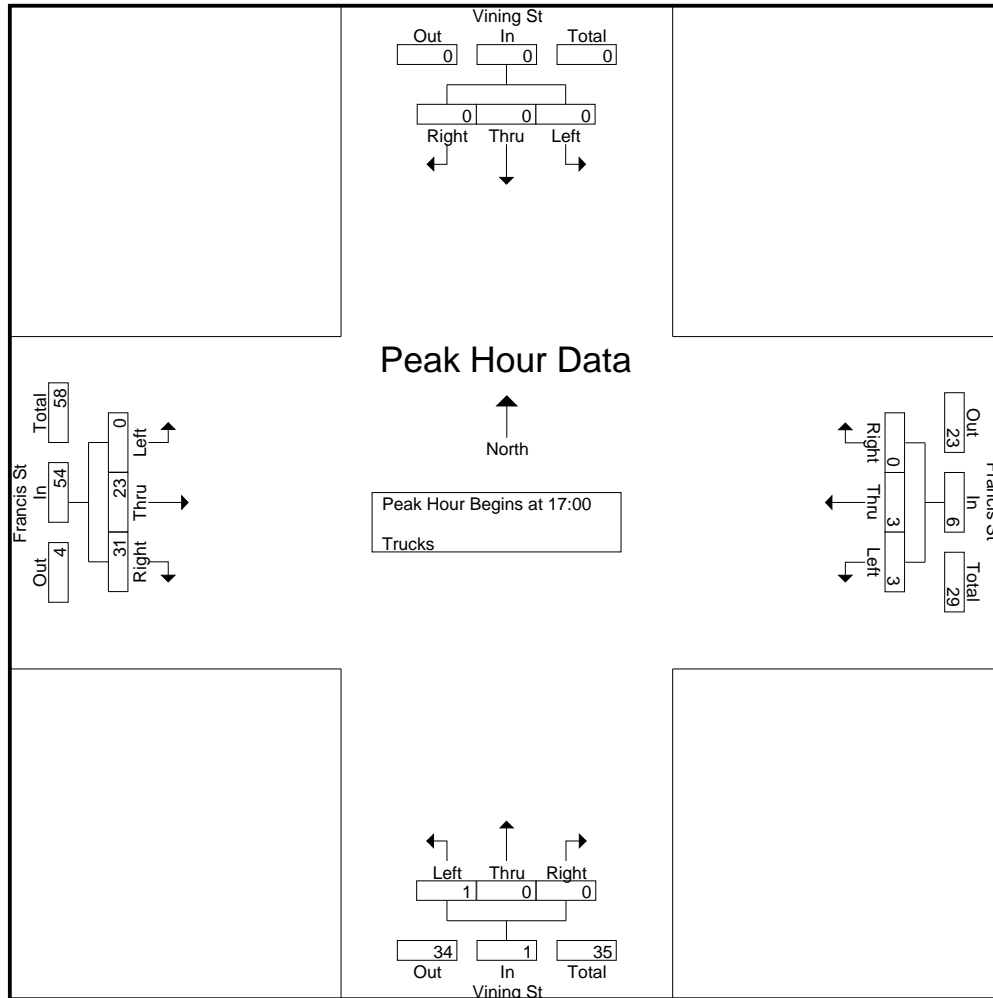 Vining St
Out In Total
0 0 0
0 0 0
Right Thru Left
Peak Hour Data
North
Peak Hour Begins at 17:00
Trucks
Francis St
Total In Out
58 54 4
0 23 31
Left Thru Right
Francis St
Out In Total
23 6 29
0 3 3
Right Thru Left
Left Thru Right
1 0 0
34 1 35
Out In Total
Vining St